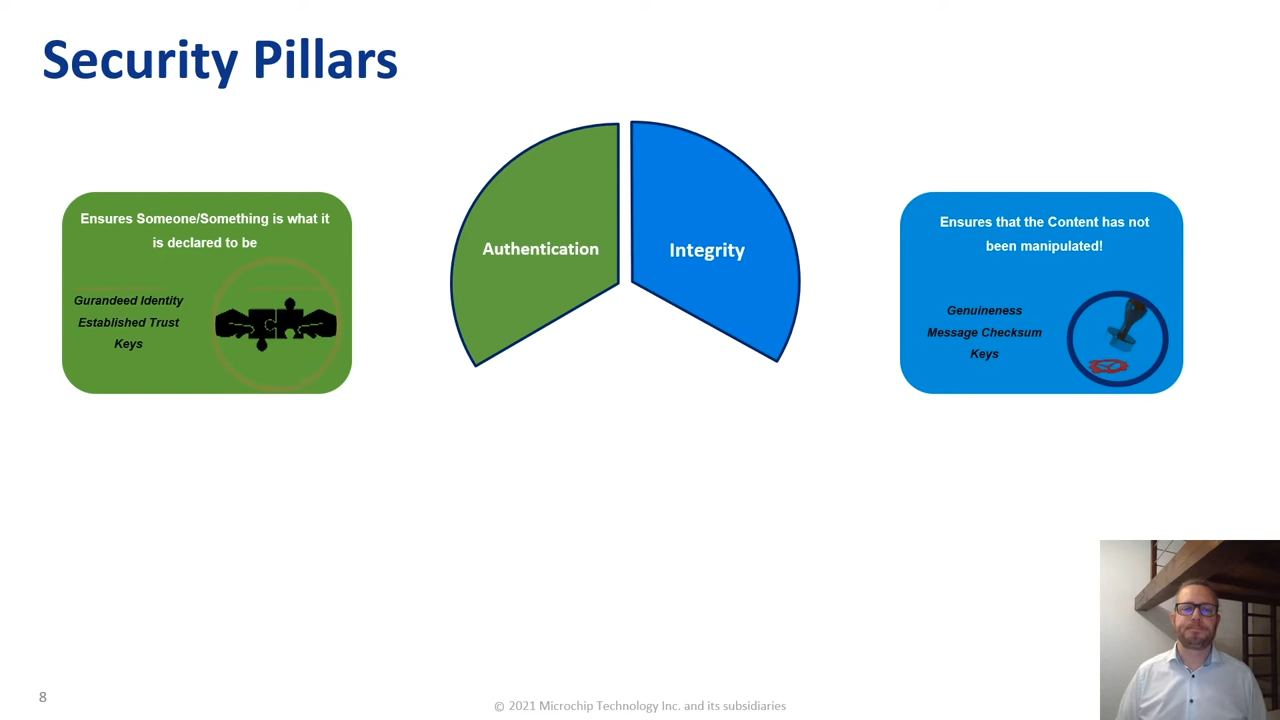 Security Pillars
Ensures Someone/Something is what it
is declared to be
Gurandeed Identity
Established Trust
Keys
Authentication
Integrity
Ensures that the Content has not
been manipulated!
Genuineness
Message Checksum
Keys
8
© 2021 Microchip Technology Inc. and its subsidiaries